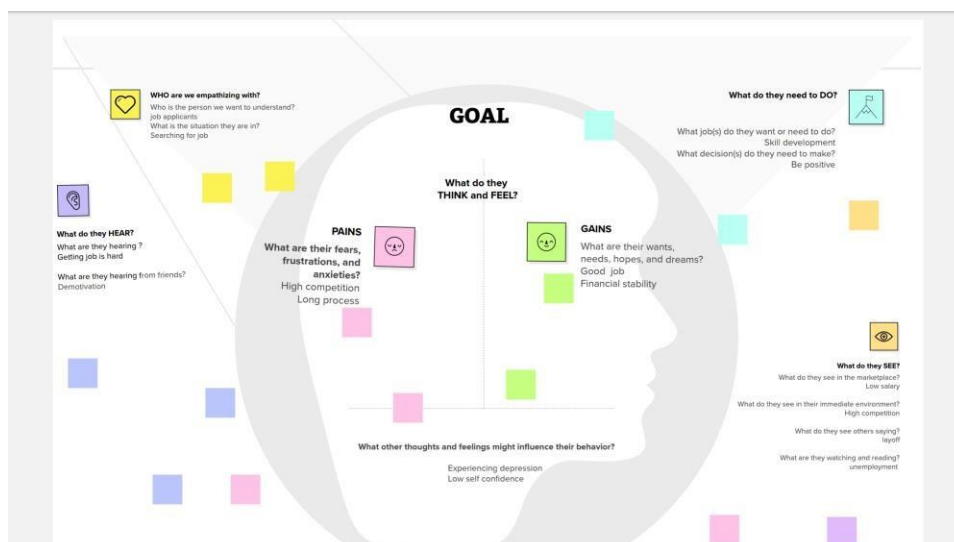 WHO are we empathizing with?
Who is the person we want to understand?
job applicants
What is the situation they are in?
Searching for job
GOAL
What do they need to DO?
What job(s) do they want or need to do?
Skill development
What decision(s) do they need to make?
Be positive
What do they
THINK and FEEL?
What do they HEAR?
What are they hearing ?
Getting job is hard
What are they hearing from friends?
Demotivation
PAINS
What are their fears,
frustrations, and
anxieties?
High competition
Long process
GAINS
What are their wants,
needs, hopes, and dreams?
Good job
Financial stability
What do they SEE?
What do they see in the marketplace?
Low salary
What do they see in their immediate environment?
High competition
What do they see others saying?
layoff
What are they watching and reading?
unemployment
What other thoughts and feelings might influence their behavior?
Experiencing depression
Low self confidence